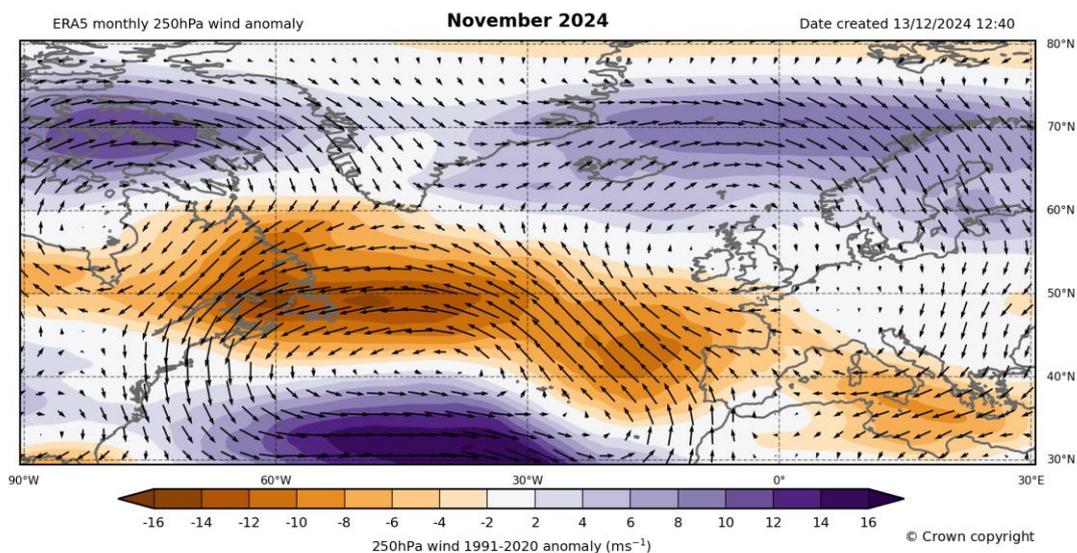 ERA5 monthly 250hPa wind anomaly
November 2024
Date created 13/12/2024 12:40
80°N
70°N
60°N
50°N
40°N
30°N
90°W 60°W 30°W 0° 30°E
-16 -14 -12 -10 -8 -6 -4 -2 2 4 6 8 10 12 14 16
250hPa wind 1991-2020 anomaly (ms⁻¹)
© Crown copyright